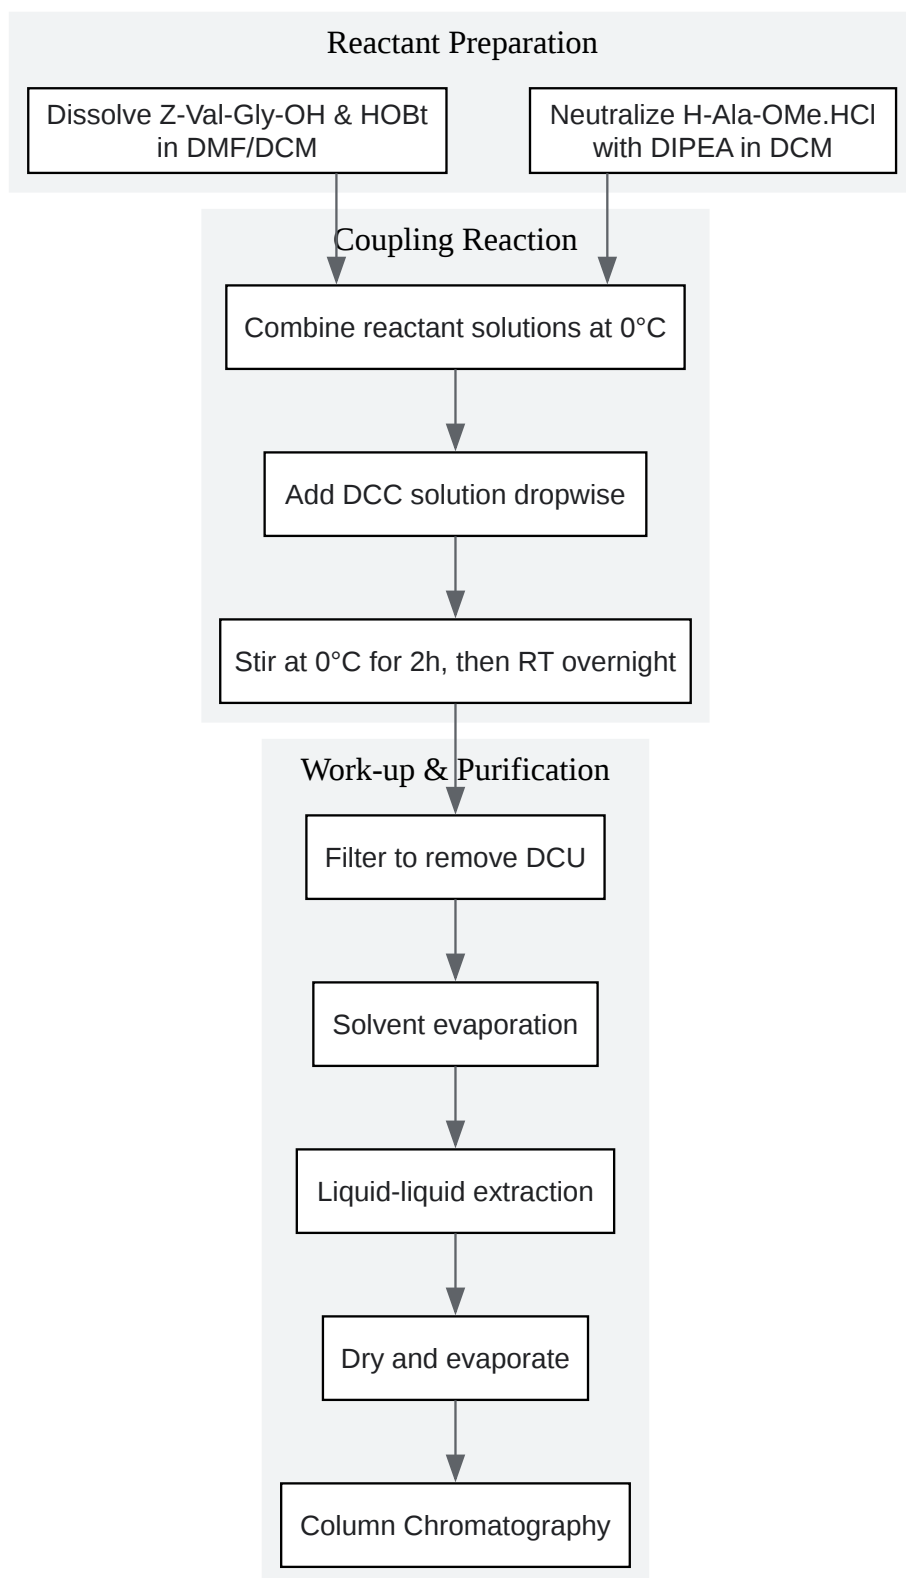 Reactant Preparation
Dissolve Z-Val-Gly-OH & HOBt
in DMF/DCM
Neutralize H-Ala-OMe.HCl
with DIPEA in DCM
Coupling Reaction
Combine reactant solutions at 0°C
Add DCC solution dropwise
Stir at 0°C for 2h, then RT overnight
Work-up & Purification
Filter to remove DCU
Solvent evaporation
Liquid-liquid extraction
Dry and evaporate
Column Chromatography